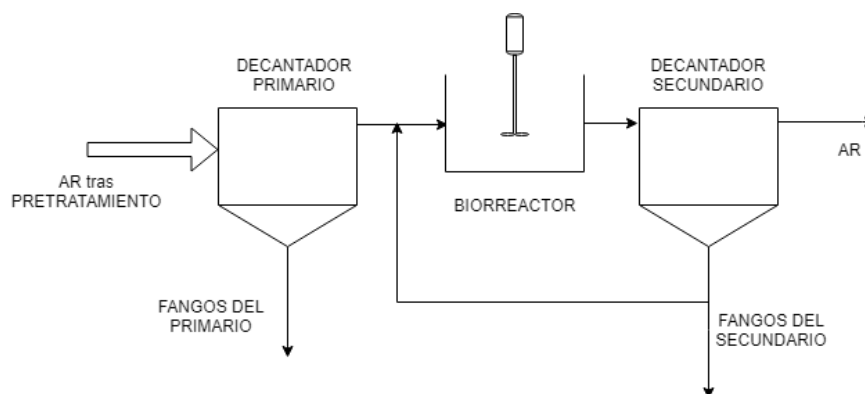 DECANTADOR
PRIMARIO
DECANTADOR
SECUNDARIO
AR tras
PRETRATAMIENTO
BIORREACTOR
AR
FANGOS DEL
PRIMARIO
FANGOS DEL
SECUNDARIO